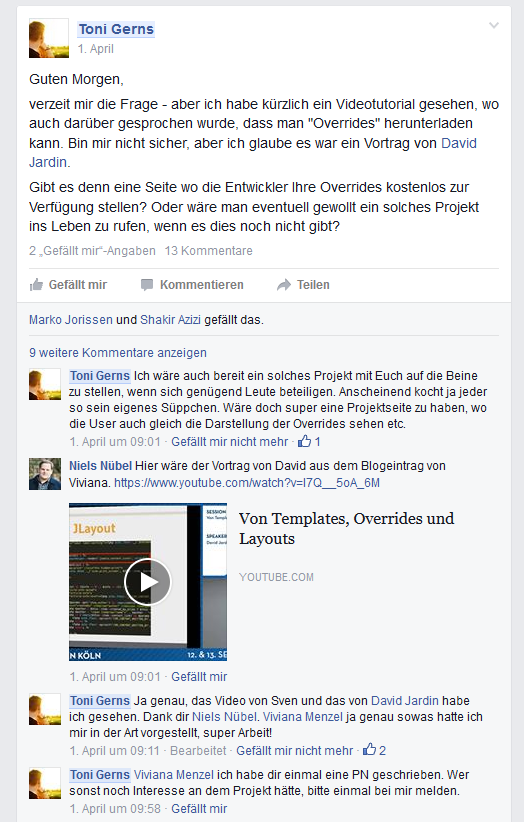 Toni Gerns
1. April
Guten Morgen,
verzeit mir die Frage - aber ich habe kürzlich ein Videotutorial gesehen, wo
auch darüber gesprochen wurde, dass man "Overrides" herunterladen
kann. Bin mir nicht sicher, aber ich glaube es war ein Vortrag von David
Jardin.
Gibt es denn eine Seite wo die Entwickler Ihre Overrides kostenlos zur
Verfügung stellen? Oder wäre man eventuell gewollt ein solches Projekt
ins Leben zu rufen, wenn es dies noch nicht gibt?
2 „Gefällt mir“-Angaben 13 Kommentare
Gefällt mir Kommentieren Teilen
Marko Jorissen und Shakir Azizi gefällt das.
9 weitere Kommentare anzeigen
Toni Gerns Ich wäre auch bereit ein solches Projekt mit Euch auf die Beine
zu stellen, wenn sich genügend Leute beteiligen. Anscheinend kocht ja jeder
so sein eigenes Süppchen. Wäre doch super eine Projektseite zu haben, wo
die User auch gleich die Darstellung der Overrides sehen etc.
1. April um 09:01 · Gefällt mir nicht mehr · 1
Niels Nübel Hier wäre der Vortrag von David aus dem Blogeintrag von
Viviana. https://www.youtube.com/watch?v=I7Q__5oA_6M
JLayout
SESSION
SPEAKER
David Jard
N KÖLN
12. & 13. SE
Von Templates, Overrides und
Layouts
YOUTUBE.COM
1. April um 09:01 · Gefällt mir
Toni Gerns Ja genau, das Video von Sven und das von David Jardin habe
ich gesehen. Dank dir Niels Nübel. Viviana Menzel ja genau sowas hatte ich
mir in der Art vorgestellt, super Arbeit!
1. April um 09:11 · Bearbeitet · Gefällt mir nicht mehr · 2
Toni Gerns Viviana Menzel ich habe dir einmal eine PN geschrieben. Wer
sonst noch Interesse an dem Projekt hätte, bitte einmal bei mir melden.
1. April um 09:58 · Gefällt mir